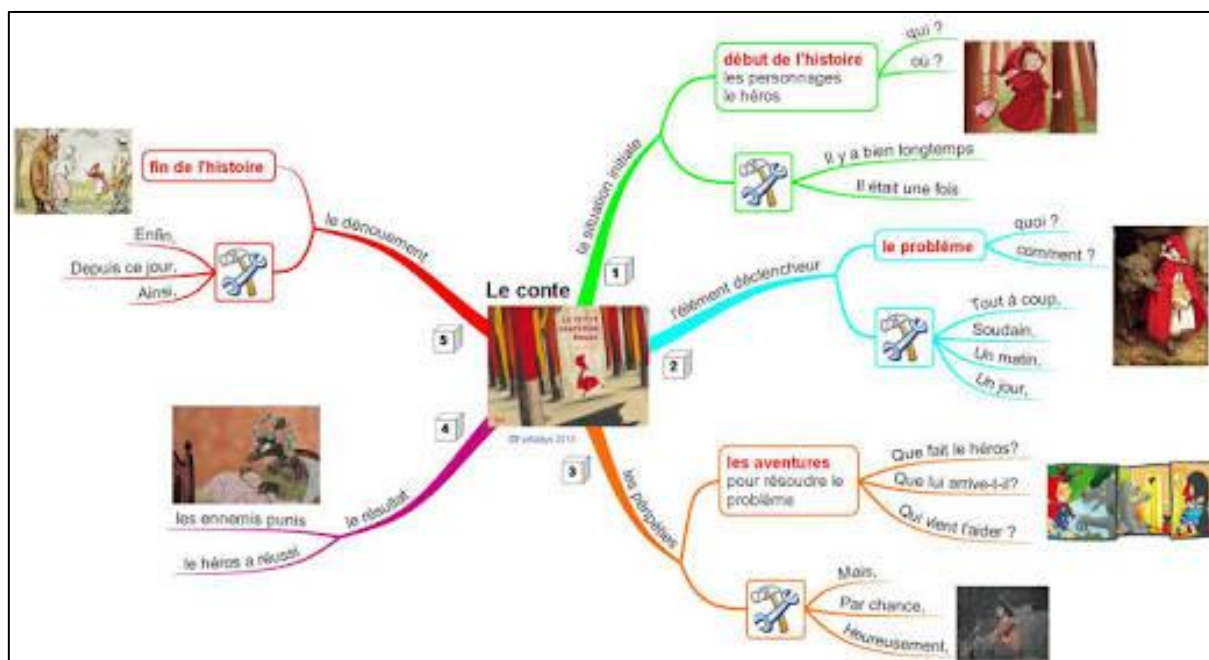 Le conte
1
la situation initiale
début de l'histoire
les personnages
le héros
qui ?
où ?
Il y a bien longtemps
Il était une fois
2
l'élément déclencheur
le problème
quoi ?
comment ?
Tout à coup,
Soudain,
Un matin,
Un jour,
3
les péripéties
les aventures
pour résoudre le
problème
Que fait le héros?
Que lui arrive-t-il?
Qui vient l'aider ?
Mais,
Par chance,
Heureusement,
4
le résultat
les ennemis punis
le héros a réussi
5
le dénouement
fin de l'histoire
Enfin,
Depuis ce jour,
Ainsi,